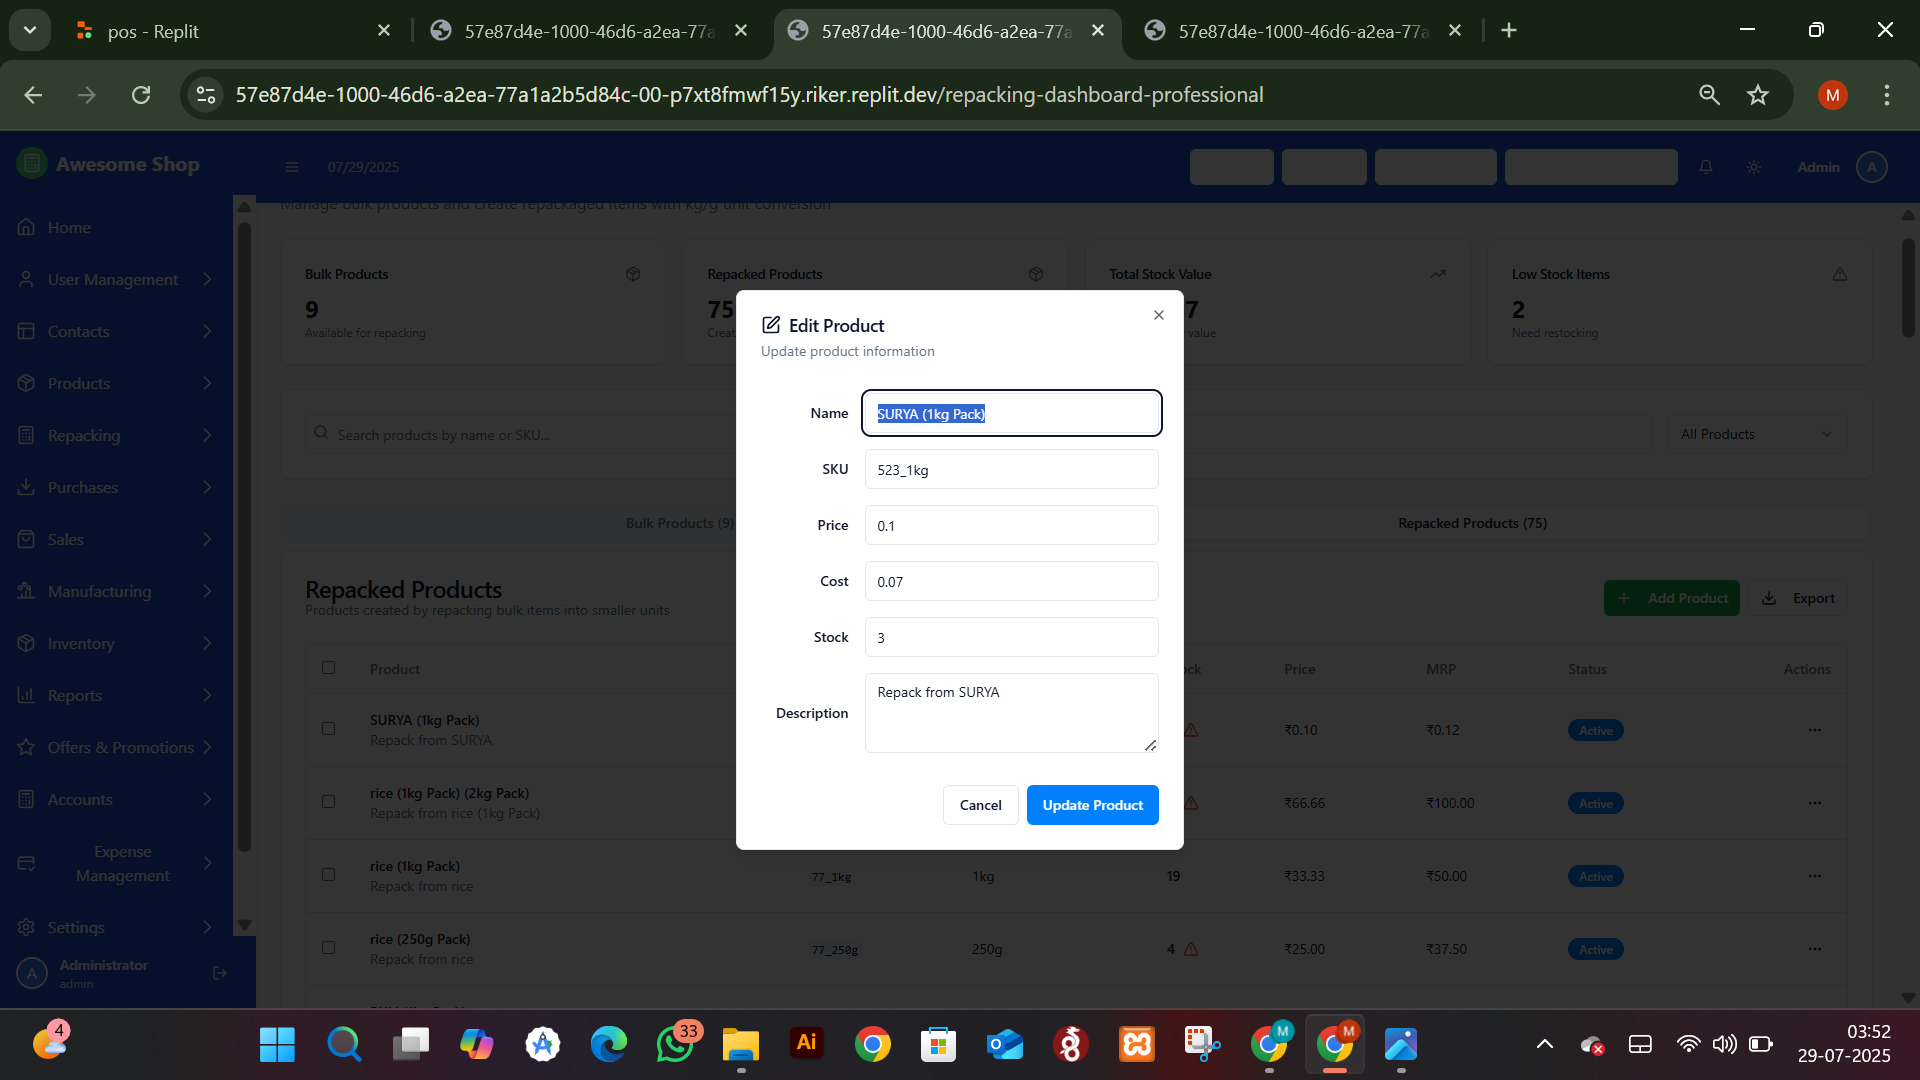 pos - Replit
57e87d4e-1000-46d6-a2ea-77a
57e87d4e-1000-46d6-a2ea-77a
57e87d4e-1000-46d6-a2ea-77a
57e87d4e-1000-46d6-a2ea-77a1a2b5d84c-00-p7xt8fmwf15y.riker.replit.dev/repacking-dashboard-professional
M
Awesome Shop
07/29/2025
Admin
A
Manage bulk products and create repackaged items with kg/g unit conversion
Home
User Management
Contacts
Products
Repacking
Purchases
Sales
Manufacturing
Inventory
Reports
Offers & Promotions
Accounts
Expense Management
Settings
A
Administrator
admin
Bulk Products
9
Available for repacking
Repacked Products
75
Creat
Total Stock Value
7
value
Low Stock Items
2
Need restocking
Search products by name or SKU...
All Products
Bulk Products (9)
Repacked Products (75)
Repacked Products
Products created by repacking bulk items into smaller units
Add Product
Export
Product
ck
Price
MRP
Status
Actions
SURYA (1kg Pack)
Repack from SURYA
₹0.10
₹0.12
Active
rice (1kg Pack) (2kg Pack)
Repack from rice (1kg Pack)
₹66.66
₹100.00
Active
rice (1kg Pack)
Repack from rice
77_1kg
1kg
19
₹33.33
₹50.00
Active
rice (250g Pack)
Repack from rice
77_250g
250g
4
₹25.00
₹37.50
Active
Edit Product
Update product information
Name
SURYA (1kg Pack)
SKU
523_1kg
Price
0.1
Cost
0.07
Stock
3
Description
Repack from SURYA
Cancel
Update Product
4
33
Ai
M
M
03:52
29-07-2025